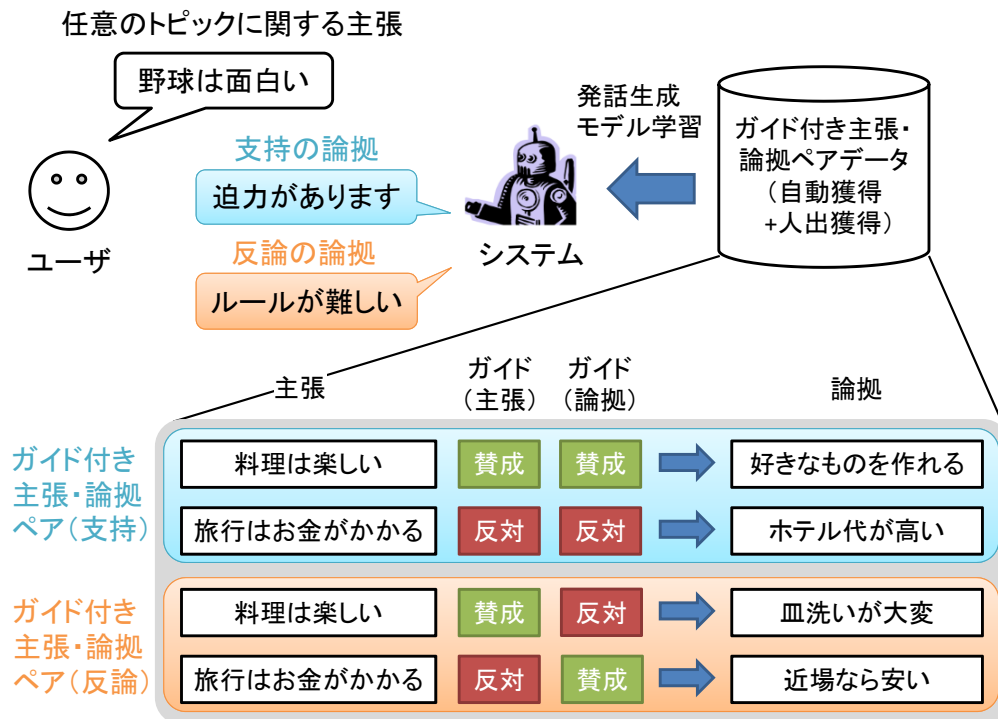 任意のトピックに関する主張
野球は面白い
ユーザ
支持の論拠
迫力があります
反論の論拠
ルールが難しい
システム
発話生成
モデル学習
ガイド付き主張・
論拠ペアデータ
（自動獲得
+人出獲得）
主張
ガイド
（主張）
ガイド
（論拠）
論拠
ガイド付き
主張・論拠
ペア（支持）
料理は楽しい
賛成
賛成
好きなものを作れる
旅行はお金がかかる
反対
反対
ホテル代が高い
ガイド付き
主張・論拠
ペア（反論）
料理は楽しい
賛成
反対
皿洗いが大変
旅行はお金がかかる
反対
賛成
近場なら安い